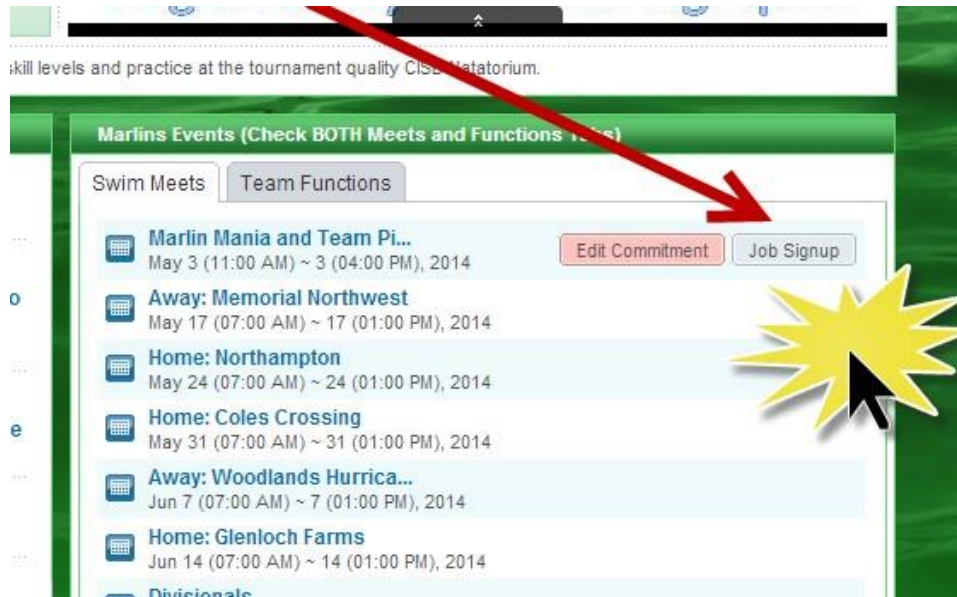 skill levels and practice at the tournament quality CISD Natatorium.
Marlins Events (Check BOTH Meets and Functions Tabs)
Swim Meets Team Functions
Marlin Mania and Team Pi...
May 3 (11:00 AM) ~ 3 (04:00 PM), 2014
Edit Commitment Job Signup
Away: Memorial Northwest
May 17 (07:00 AM) ~ 17 (01:00 PM), 2014
Home: Northampton
May 24 (07:00 AM) ~ 24 (01:00 PM), 2014
Home: Coles Crossing
May 31 (07:00 AM) ~ 31 (01:00 PM), 2014
Away: Woodlands Hurrica...
Jun 7 (07:00 AM) ~ 7 (01:00 PM), 2014
Home: Glenloch Farms
Jun 14 (07:00 AM) ~ 14 (01:00 PM), 2014
Divisionals